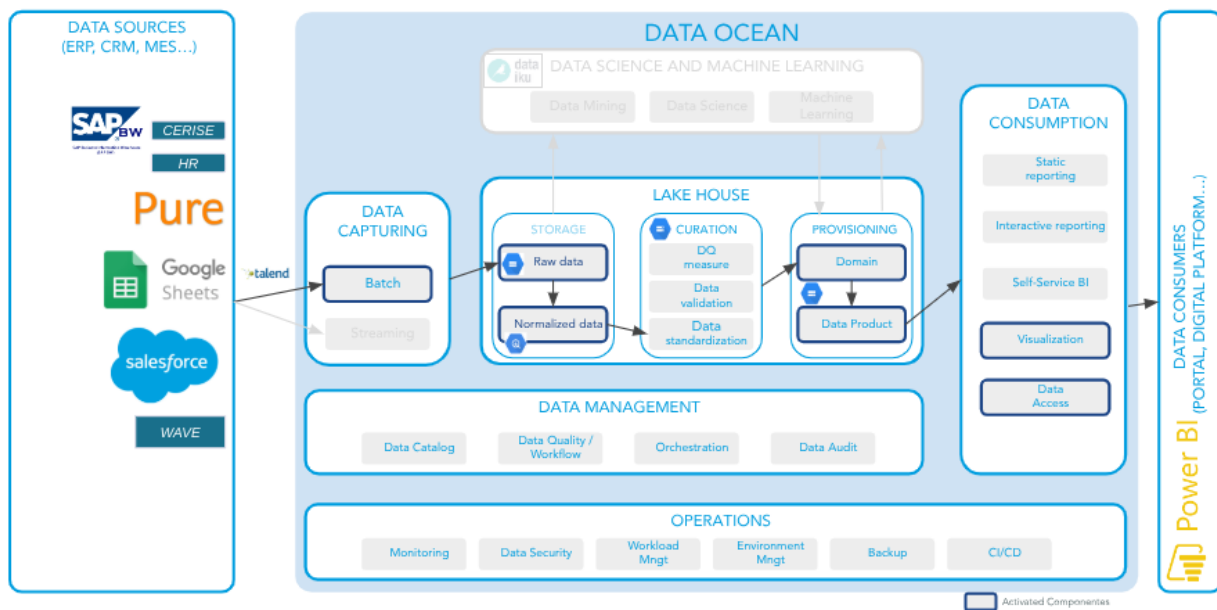 DATA SOURCES
(ERP, CRM, MES...)
SAP BW
CERISE
HR
Pure
Google
Sheets
talend
salesforce
WAVE
DATA OCEAN
data
iku
DATA SCIENCE AND MACHINE LEARNING
Data Mining
Data Science
Machine
Learning
DATA
CAPTURING
Batch
Streaming
LAKE HOUSE
STORAGE
Raw data
Normalized data
CURATION
DQ
measure
Data
validation
Data
standardization
PROVISIONING
Domain
Data Product
DATA
CONSUMPTION
Static
reporting
Interactive reporting
Self-Service BI
Visualization
Data
Access
DATA MANAGEMENT
Data Catalog
Data Quality /
Workflow
Orchestration
Data Audit
OPERATIONS
Monitoring
Data Security
Workload
Mngt
Environment
Mngt
Backup
CI/CD
DATA CONSUMERS
(PORTAL, DIGITAL PLATFORM...)
Power BI
Activated Componentes